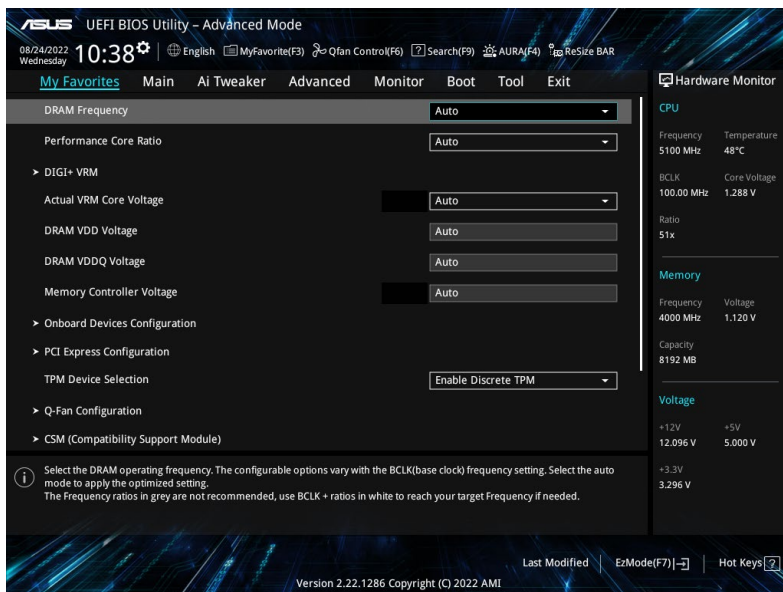 ASUS UEFI BIOS Utility – Advanced Mode
08/24/2022 Wednesday 10:38 English MyFavorite(F3) Qfan Control(F6) ? Search(F9) AURA(F4) ReSize BAR
My Favorites Main Ai Tweaker Advanced Monitor Boot Tool Exit
DRAM Frequency Auto
Performance Core Ratio Auto
DIGI+ VRM
Actual VRM Core Voltage Auto
DRAM VDD Voltage Auto
DRAM VDDQ Voltage Auto
Memory Controller Voltage Auto
Onboard Devices Configuration
PCI Express Configuration
TPM Device Selection Enable Discrete TPM
Q-Fan Configuration
CSM (Compatibility Support Module)
Select the DRAM operating frequency. The configurable options vary with the BCLK(base clock) frequency setting. Select the auto
mode to apply the optimized setting.
The Frequency ratios in grey are not recommended, use BCLK + ratios in white to reach your target Frequency if needed.
Hardware Monitor
CPU
Frequency Temperature
5100 MHz 48°C
BCLK Core Voltage
100.00 MHz 1.288 V
Ratio
51x
Memory
Frequency Voltage
4000 MHz 1.120 V
Capacity
8192 MB
Voltage
+12V +5V
12.096 V 5.000 V
+3.3V
3.296 V
Last Modified EzMode(F7) Hot Keys ?
Version 2.22.1286 Copyright (C) 2022 AMI